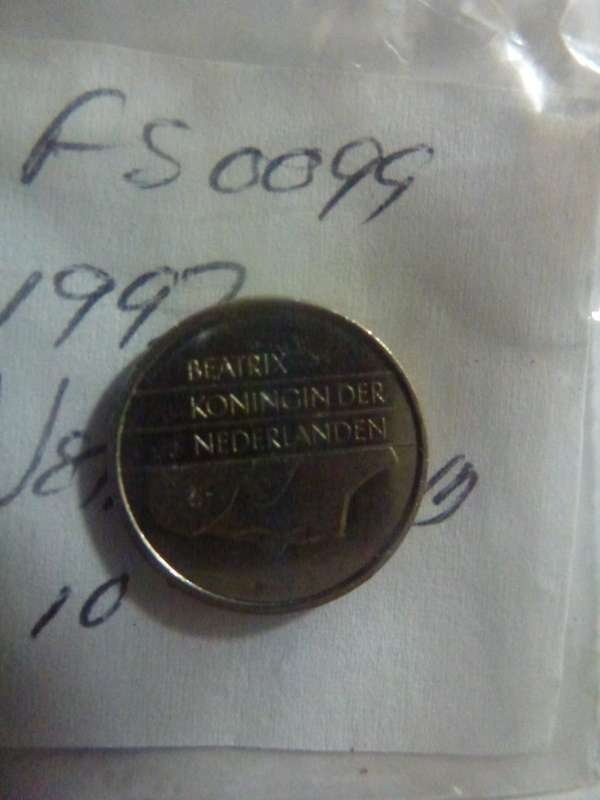 FS0099
1997
BEATRIX
KONINGIN DER
NEDERLANDEN
10